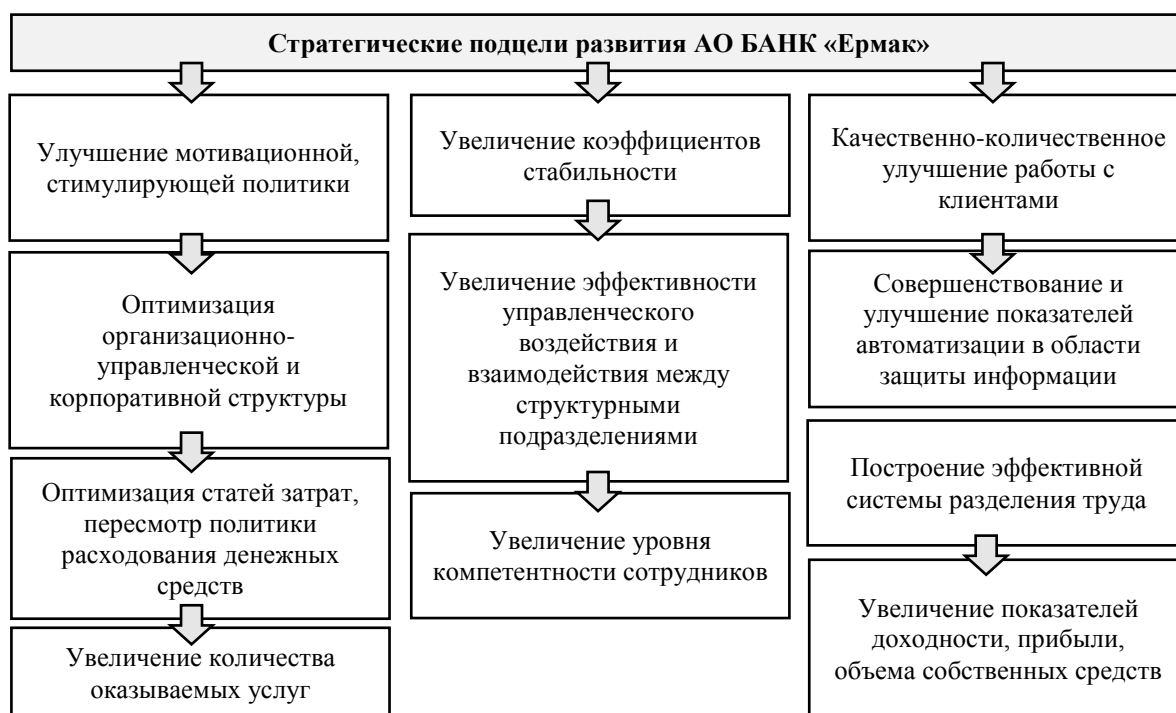 Стратегические подцели развития АО БАНК «Ермак»
Улучшение мотивационной,
стимулирующей политики
Оптимизация
организационно-
управленческой и
корпоративной структуры
Оптимизация статей затрат,
пересмотр политики
расходования денежных
средств
Увеличение количества
оказываемых услуг
Увеличение коэффициентов
стабильности
Увеличение эффективности
управленческого
воздействия и
взаимодействия между
структурными
подразделениями
Увеличение уровня
компетентности сотрудников
Качественно-количественное
улучшение работы с
клиентами
Совершенствование и
улучшение показателей
автоматизации в области
защиты информации
Построение эффективной
системы разделения труда
Увеличение показателей
доходности, прибыли,
объема собственных средств